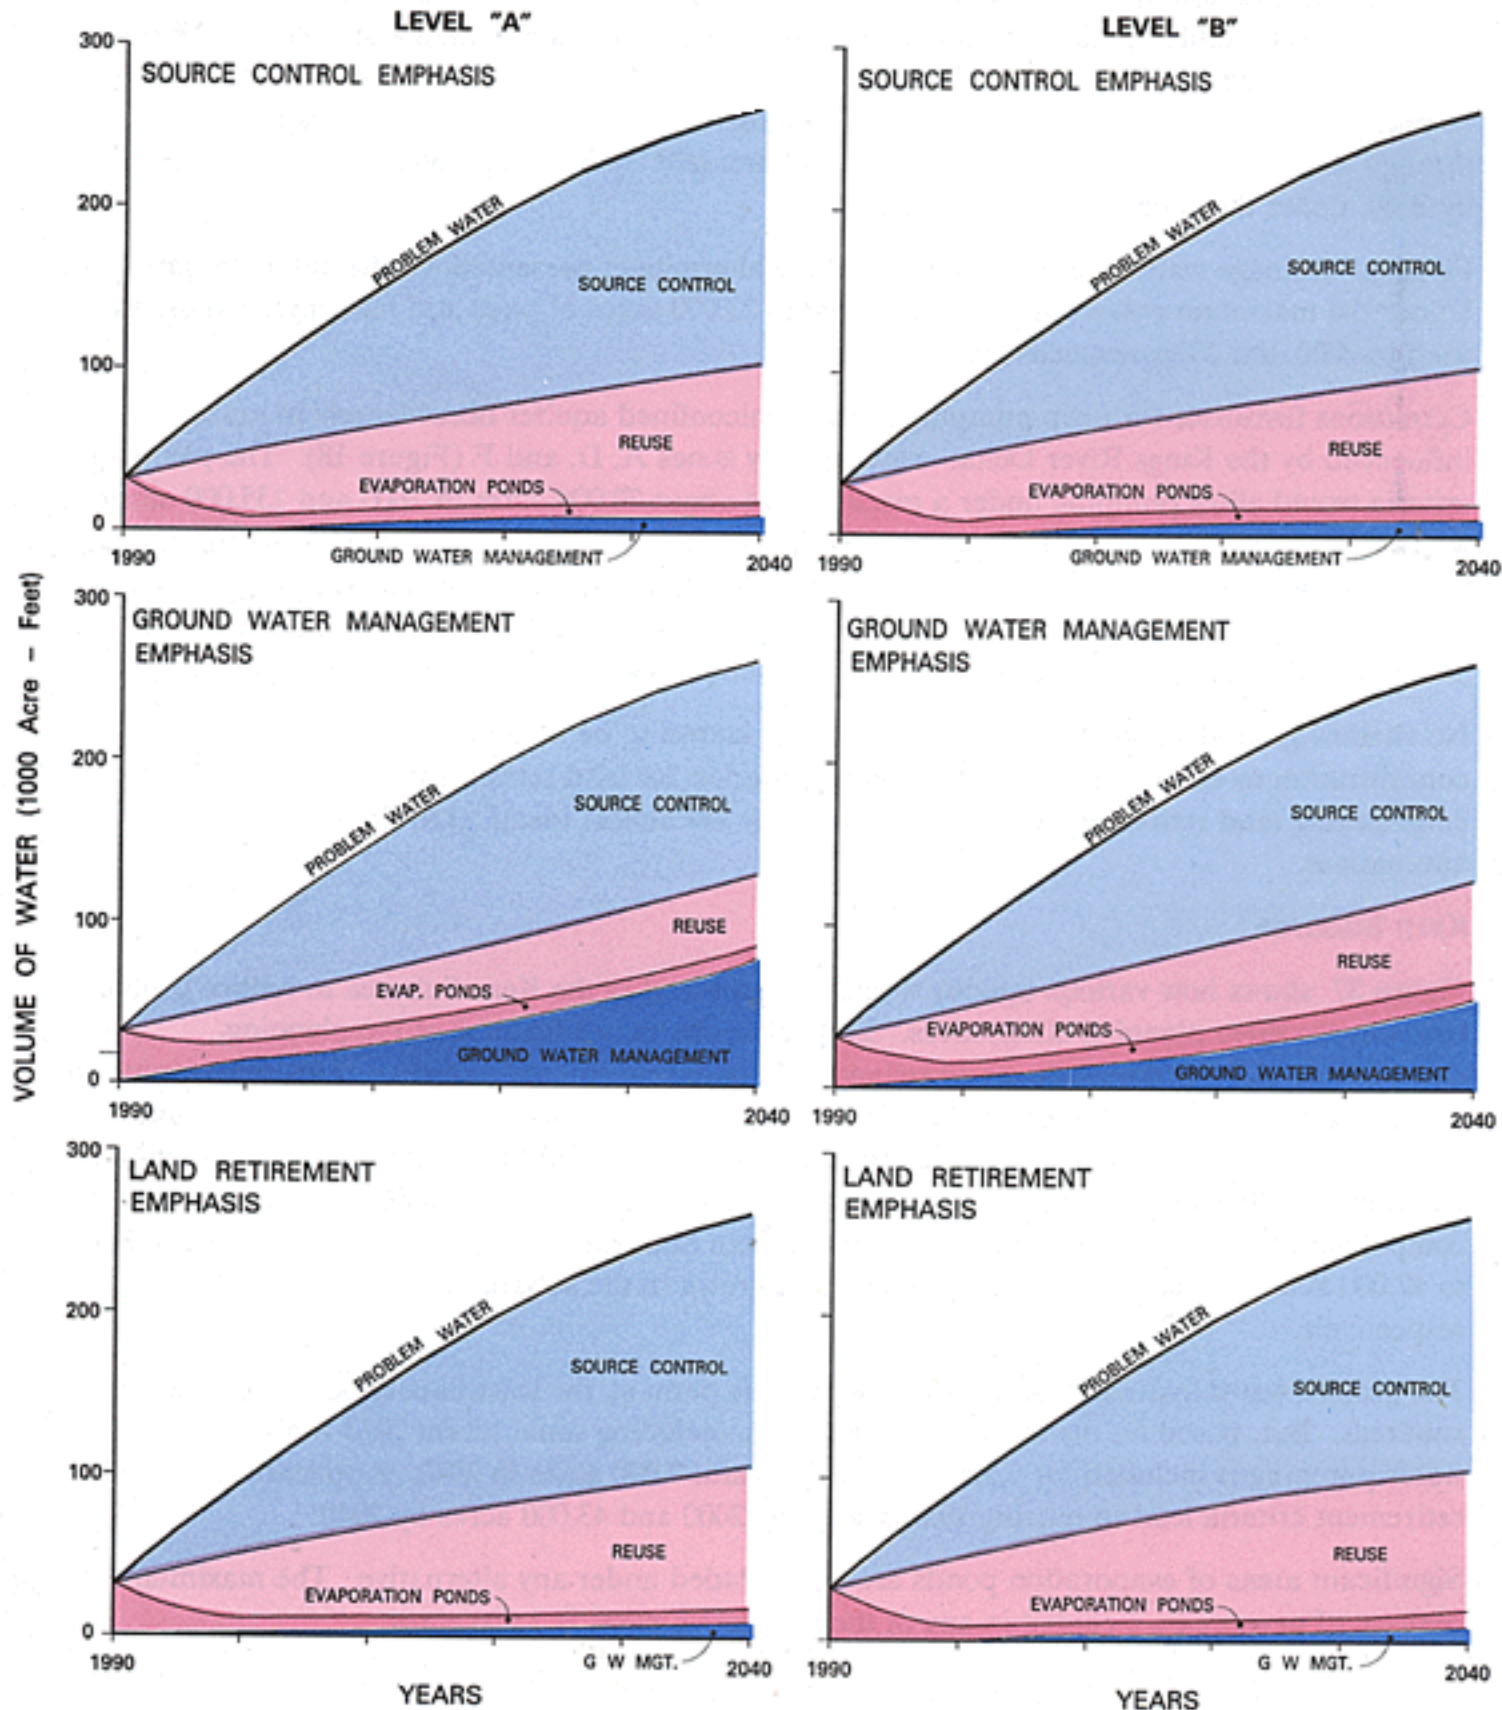 LEVEL "A"
LEVEL "B"
VOLUME OF WATER (1000 Acre - Feet)
300
200
100
0
SOURCE CONTROL EMPHASIS
PROBLEM WATER
SOURCE CONTROL
REUSE
EVAPORATION PONDS
GROUND WATER MANAGEMENT
1990
2040
SOURCE CONTROL EMPHASIS
PROBLEM WATER
SOURCE CONTROL
REUSE
EVAPORATION PONDS
GROUND WATER MANAGEMENT
1990
2040
300
200
100
0
GROUND WATER MANAGEMENT
EMPHASIS
PROBLEM WATER
SOURCE CONTROL
REUSE
EVAP. PONDS
GROUND WATER MANAGEMENT
1990
2040
GROUND WATER MANAGEMENT
EMPHASIS
PROBLEM WATER
SOURCE CONTROL
REUSE
EVAPORATION PONDS
GROUND WATER MANAGEMENT
1990
2040
300
200
100
0
LAND RETIREMENT
EMPHASIS
PROBLEM WATER
SOURCE CONTROL
REUSE
EVAPORATION PONDS
G W MGT.
1990
2040
YEARS
LAND RETIREMENT
EMPHASIS
PROBLEM WATER
SOURCE CONTROL
REUSE
EVAPORATION PONDS
G W MGT.
1990
2040
YEARS